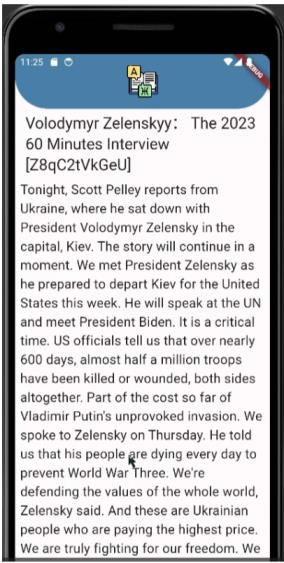 11:25
DEBUG
A
Ж
Volodymyr Zelenskyy： The 2023
60 Minutes Interview
[Z8qC2tVkGeU]
Tonight, Scott Pelley reports from
Ukraine, where he sat down with
President Volodymyr Zelensky in the
capital, Kiev. The story will continue in a
moment. We met President Zelensky as
he prepared to depart Kiev for the United
States this week. He will speak at the UN
and meet President Biden. It is a critical
time. US officials tell us that over nearly
600 days, almost half a million troops
have been killed or wounded, both sides
altogether. Part of the cost so far of
Vladimir Putin's unprovoked invasion. We
spoke to Zelensky on Thursday. He told
us that his people are dying every day to
prevent World War Three. We're
defending the values of the whole world,
Zelensky said. And these are Ukrainian
people who are paying the highest price.
We are truly fighting for our freedom. We